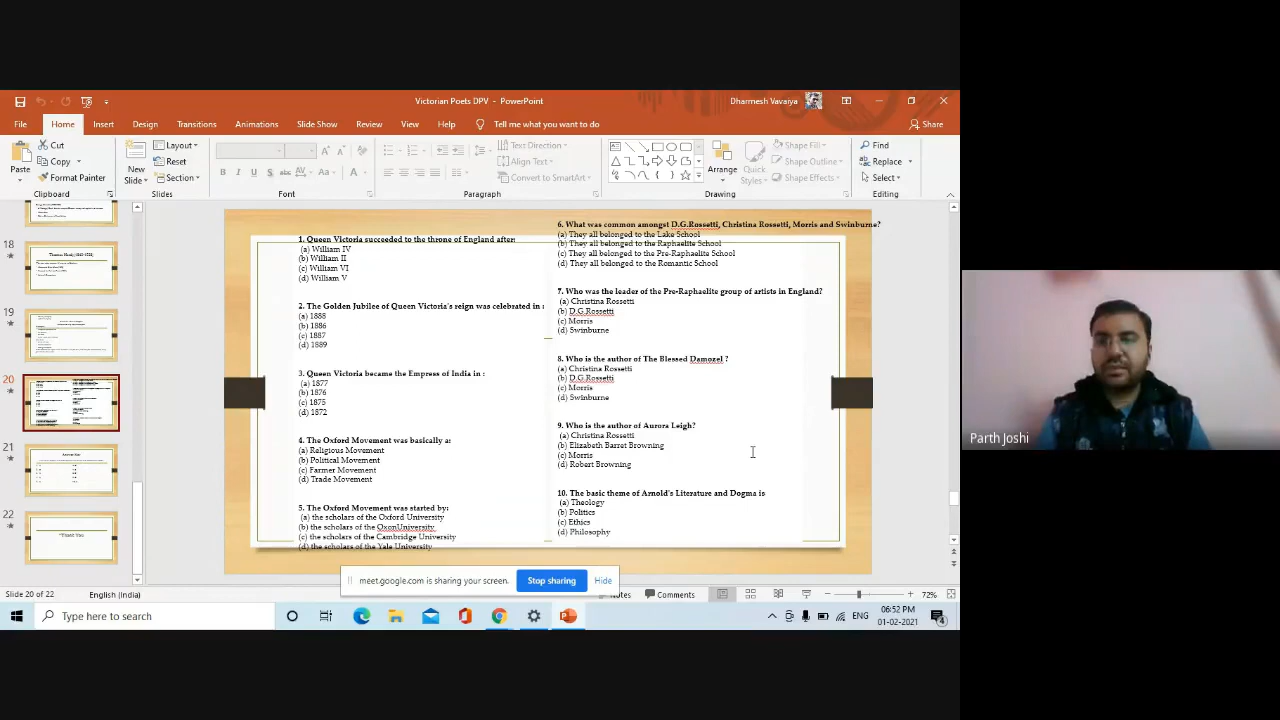 Victorian Poets DPV - PowerPoint
Dharmesh Vavaiya
File Home Insert Design Transitions Animations Slide Show Review View Help Tell me what you want to do
Share
Paste
Cut
Copy
Format Painter
Clipboard
New Slide
Layout
Reset
Section
Slides
B I U S abc AV Aa A
Font
Text Direction
Align Text
Convert to SmartArt
Paragraph
Arrange
Quick Styles
Shape Fill
Shape Outline
Shape Effects
Drawing
Find
Replace
Select
Editing
18
19
20
21
22
Thank You
1. Queen Victoria succeeded to the throne of England after:
(a) William IV
(b) William II
(c) William VI
(d) William V
2. The Golden Jubilee of Queen Victoria's reign was celebrated in :
(a) 1888
(b) 1886
(c) 1887
(d) 1889
3. Queen Victoria became the Empress of India in :
(a) 1877
(b) 1876
(c) 1875
(d) 1872
4. The Oxford Movement was basically a:
(a) Religious Movement
(b) Political Movement
(c) Farmer Movement
(d) Trade Movement
5. The Oxford Movement was started by:
(a) the scholars of the Oxford University
(b) the scholars of the OxonUniversity
(c) the scholars of the Cambridge University
(d) the scholars of the Yale University
6. What was common amongst D.G.Rossetti, Christina Rossetti, Morris and Swinburne?
(a) They all belonged to the Lake School
(b) They all belonged to the Raphaelite School
(c) They all belonged to the Pre-Raphaelite School
(d) They all belonged to the Romantic School
7. Who was the leader of the Pre-Raphaelite group of artists in England?
(a) Christina Rossetti
(b) D.G.Rossetti
(c) Morris
(d) Swinburne
8. Who is the author of The Blessed Damozel ?
(a) Christina Rossetti
(b) D.G.Rossetti
(c) Morris
(d) Swinburne
9. Who is the author of Aurora Leigh?
(a) Christina Rossetti
(b) Elizabeth Barret Browning
(c) Morris
(d) Robert Browning
10. The basic theme of Arnold's Literature and Dogma is
(a) Theology
(b) Politics
(c) Ethics
(d) Philosophy
meet.google.com is sharing your screen.
Stop sharing
Hide
Slide 20 of 22
English (India)
Notes
Comments
72%
Type here to search
ENG
06:52 PM
01-02-2021
4
Parth Joshi